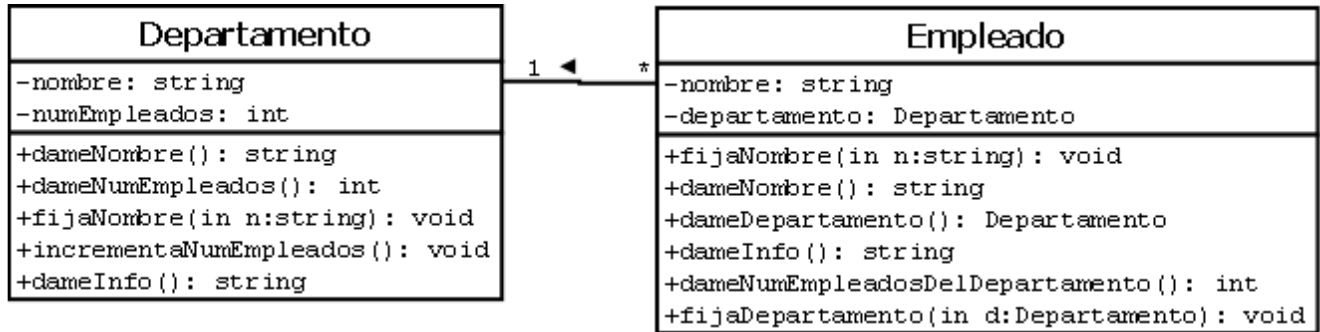 Departamento
-nombre: string
-numEmpleados: int
+dameNombre(): string
+dameNumEmpleados(): int
+fijaNombre(in n:string): void
+incrementaNumEmpleados(): void
+dameInfo(): string
1 ◄ *
Empleado
-nombre: string
-departamento: Departamento
+fijaNombre(in n:string): void
+dameNombre(): string
+dameDepartamento(): Departamento
+dameInfo(): string
+dameNumEmpleadosDelDepartamento(): int
+fijaDepartamento(in d:Departamento): void